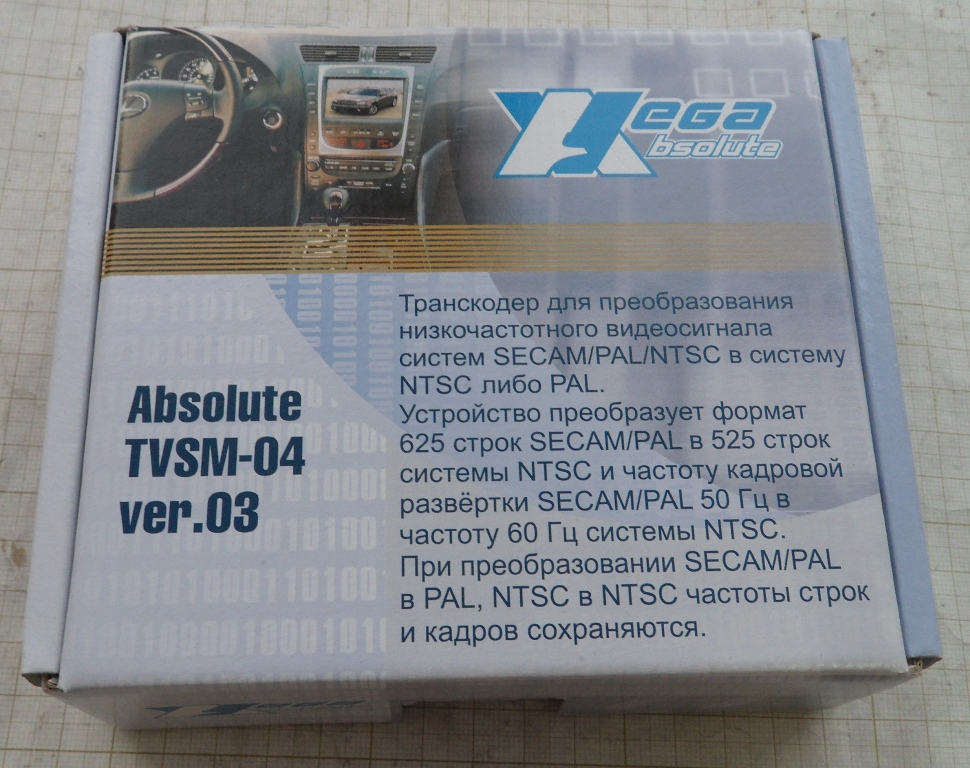 Vega
Absolute
Absolute
TVSM-04
ver.03
Транскодер для преобразования
низкочастотного видеосигнала
систем SECAM/PAL/NTSC в систему
NTSC либо PAL.
Устройство преобразует формат
625 строк SECAM/PAL в 525 строк
системы NTSC и частоту кадровой
развёртки SECAM/PAL 50 Гц в
частоту 60 Гц системы NTSC.
При преобразовании SECAM/PAL
в PAL, NTSC в NTSC частоты строк
и кадров сохраняются.